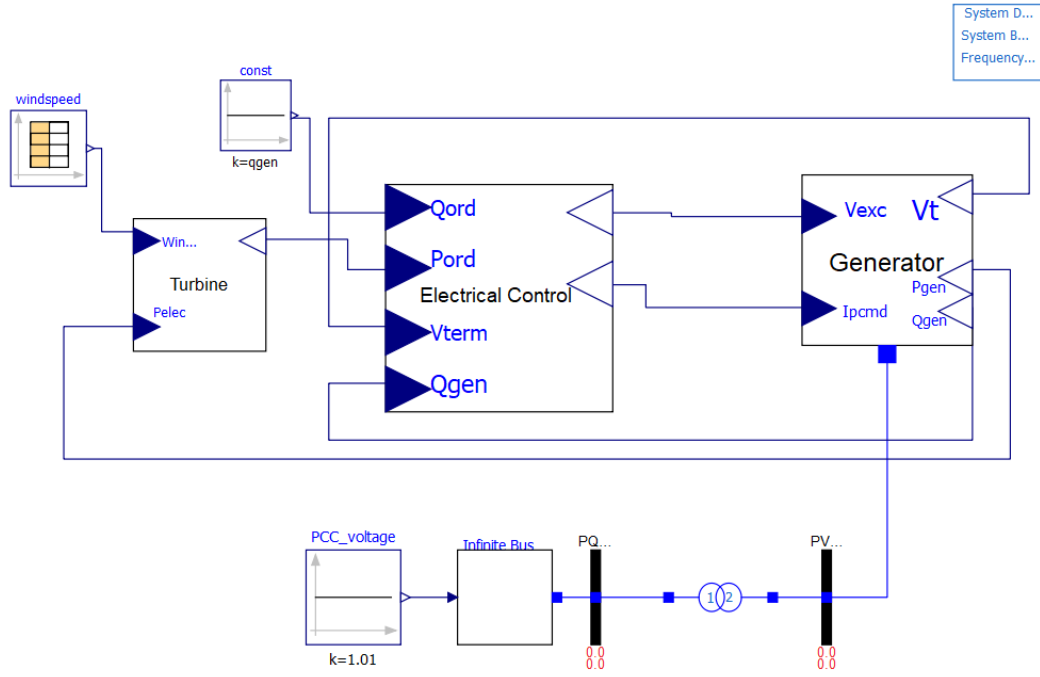 System D...
System B...
Frequency...
const
windspeed
k=qgen
Qord
Vexc
Vt
Win...
Pord
Generator
Turbine
Electrical Control
Pgen
Pelec
Vterm
Ipcmd
Qgen
Qgen
PCC_voltage
Infinite Bus
PQ...
PV...
1
2
0.0
0.0
0.0
0.0
k=1.01